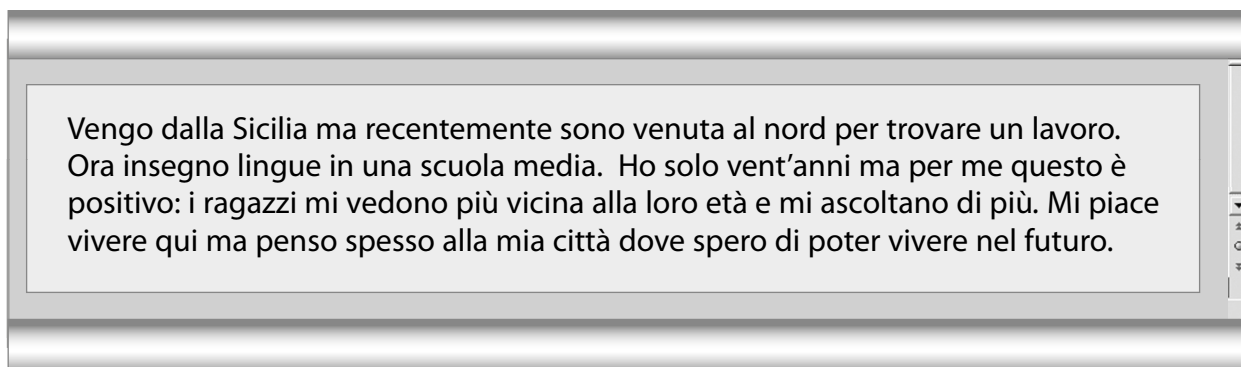 Vengo dalla Sicilia ma recentemente sono venuta al nord per trovare un lavoro.
Ora insegno lingue in una scuola media.  Ho solo vent’anni ma per me questo è
positivo: i ragazzi mi vedono più vicina alla loro età e mi ascoltano di più. Mi piace
vivere qui ma penso spesso alla mia città dove spero di poter vivere nel futuro.